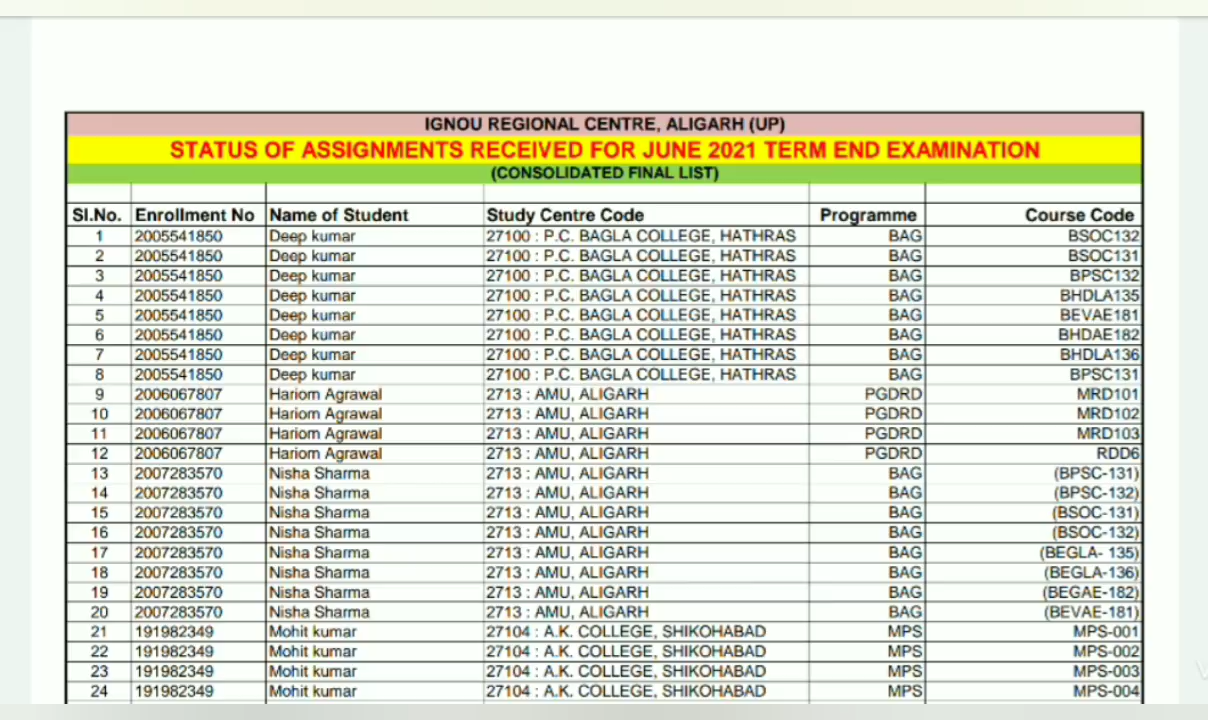 IGNOU REGIONAL CENTRE, ALIGARH (UP)
STATUS OF ASSIGNMENTS RECEIVED FOR JUNE 2021 TERM END EXAMINATION
(CONSOLIDATED FINAL LIST)
Sl.No. Enrollment No Name of Student Study Centre Code Programme Course Code
1 2005541850 Deep kumar 27100 : P.C. BAGLA COLLEGE, HATHRAS BAG BSOC132
2 2005541850 Deep kumar 27100 : P.C. BAGLA COLLEGE, HATHRAS BAG BSOC131
3 2005541850 Deep kumar 27100 : P.C. BAGLA COLLEGE, HATHRAS BAG BPSC132
4 2005541850 Deep kumar 27100 : P.C. BAGLA COLLEGE, HATHRAS BAG BHDLA135
5 2005541850 Deep kumar 27100 : P.C. BAGLA COLLEGE, HATHRAS BAG BEVAE181
6 2005541850 Deep kumar 27100 : P.C. BAGLA COLLEGE, HATHRAS BAG BHDAE182
7 2005541850 Deep kumar 27100 : P.C. BAGLA COLLEGE, HATHRAS BAG BHDLA136
8 2005541850 Deep kumar 27100 : P.C. BAGLA COLLEGE, HATHRAS BAG BPSC131
9 2006067807 Hariom Agrawal 2713 : AMU, ALIGARH PGDRD MRD101
10 2006067807 Hariom Agrawal 2713 : AMU, ALIGARH PGDRD MRD102
11 2006067807 Hariom Agrawal 2713 : AMU, ALIGARH PGDRD MRD103
12 2006067807 Hariom Agrawal 2713 : AMU, ALIGARH PGDRD RDD6
13 2007283570 Nisha Sharma 2713 : AMU, ALIGARH BAG (BPSC-131)
14 2007283570 Nisha Sharma 2713 : AMU, ALIGARH BAG (BPSC-132)
15 2007283570 Nisha Sharma 2713 : AMU, ALIGARH BAG (BSOC-131)
16 2007283570 Nisha Sharma 2713 : AMU, ALIGARH BAG (BSOC-132)
17 2007283570 Nisha Sharma 2713 : AMU, ALIGARH BAG (BEGLA- 135)
18 2007283570 Nisha Sharma 2713 : AMU, ALIGARH BAG (BEGLA-136)
19 2007283570 Nisha Sharma 2713 : AMU, ALIGARH BAG (BEGAE-182)
20 2007283570 Nisha Sharma 2713 : AMU, ALIGARH BAG (BEVAE-181)
21 191982349 Mohit kumar 27104 : A.K. COLLEGE, SHIKOHABAD MPS MPS-001
22 191982349 Mohit kumar 27104 : A.K. COLLEGE, SHIKOHABAD MPS MPS-002
23 191982349 Mohit kumar 27104 : A.K. COLLEGE, SHIKOHABAD MPS MPS-003
24 191982349 Mohit kumar 27104 : A.K. COLLEGE, SHIKOHABAD MPS MPS-004